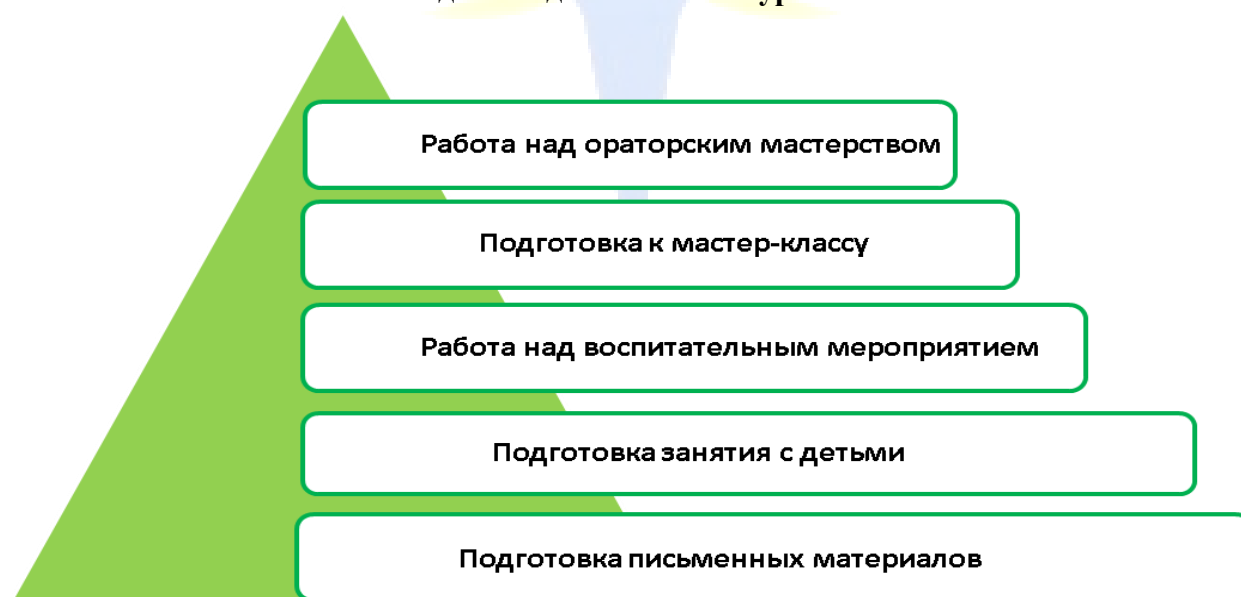 Работа над ораторским мастерством
Подготовка к мастер-классу
Работа над воспитательным мероприятием
Подготовка занятия с детьми
Подготовка письменных материалов